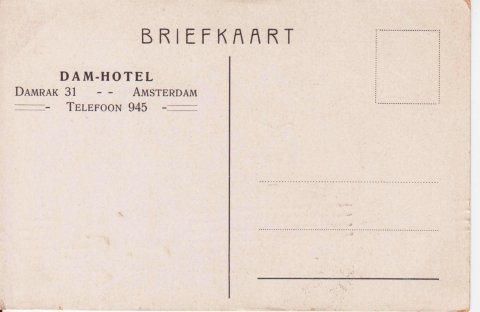 BRIEFKAART
DAM-HOTEL
DAMRAK 31 - - AMSTERDAM
- TELEFOON 945 -